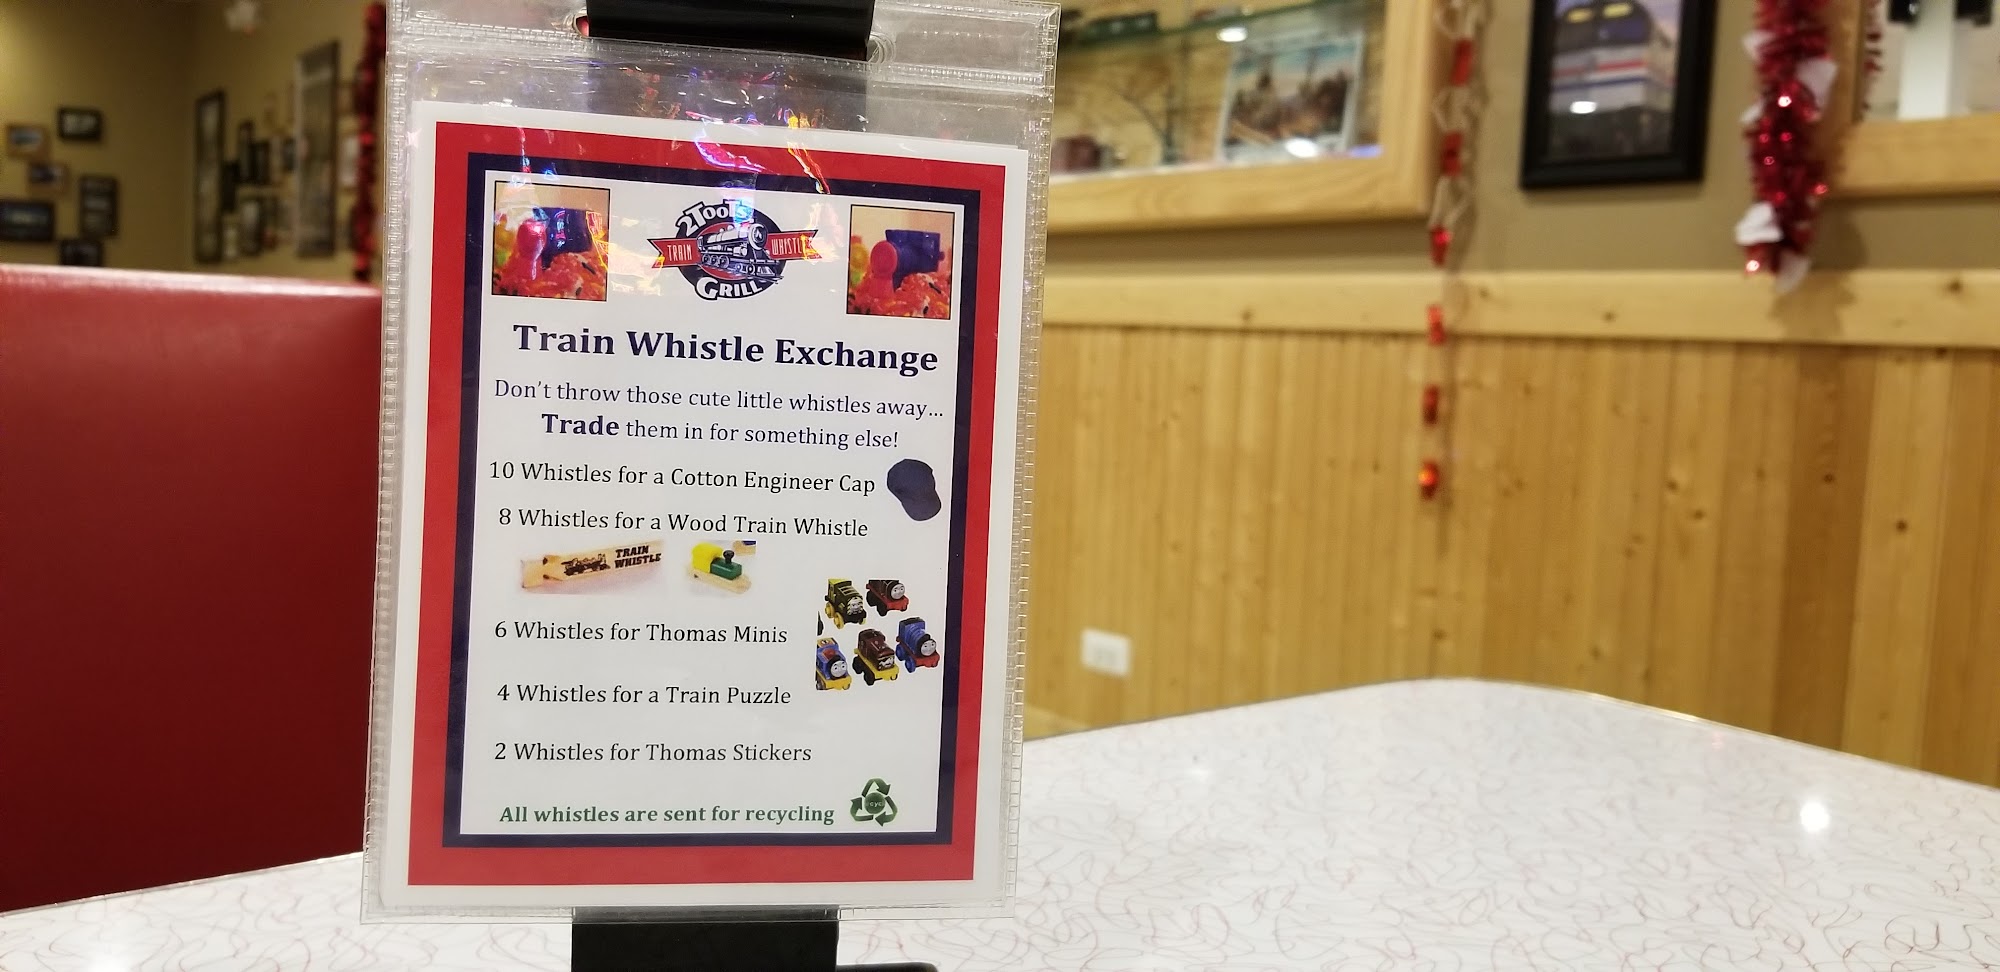 2TooTs
TRAIN WHISTLE
GRILL
Train Whistle Exchange
Don't throw those cute little whistles away...
Trade them in for something else!
10 Whistles for a Cotton Engineer Cap
8 Whistles for a Wood Train Whistle
TRAIN
WHISTLE
6 Whistles for Thomas Minis
4 Whistles for a Train Puzzle
2 Whistles for Thomas Stickers
All whistles are sent for recycling